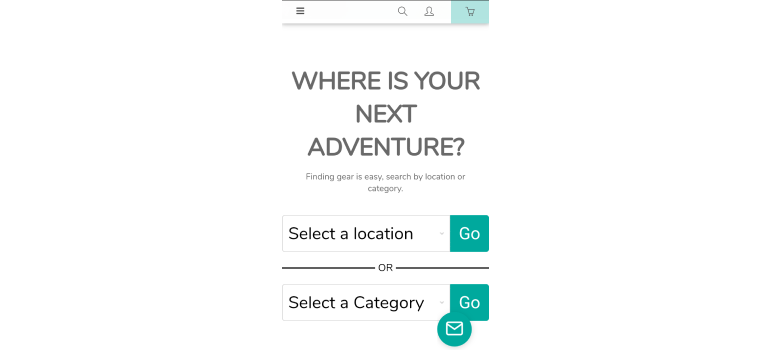 WHERE IS YOUR
NEXT
ADVENTURE?
Finding gear is easy, search by location or
category.
Select a location
Go
OR
Select a Category
Go